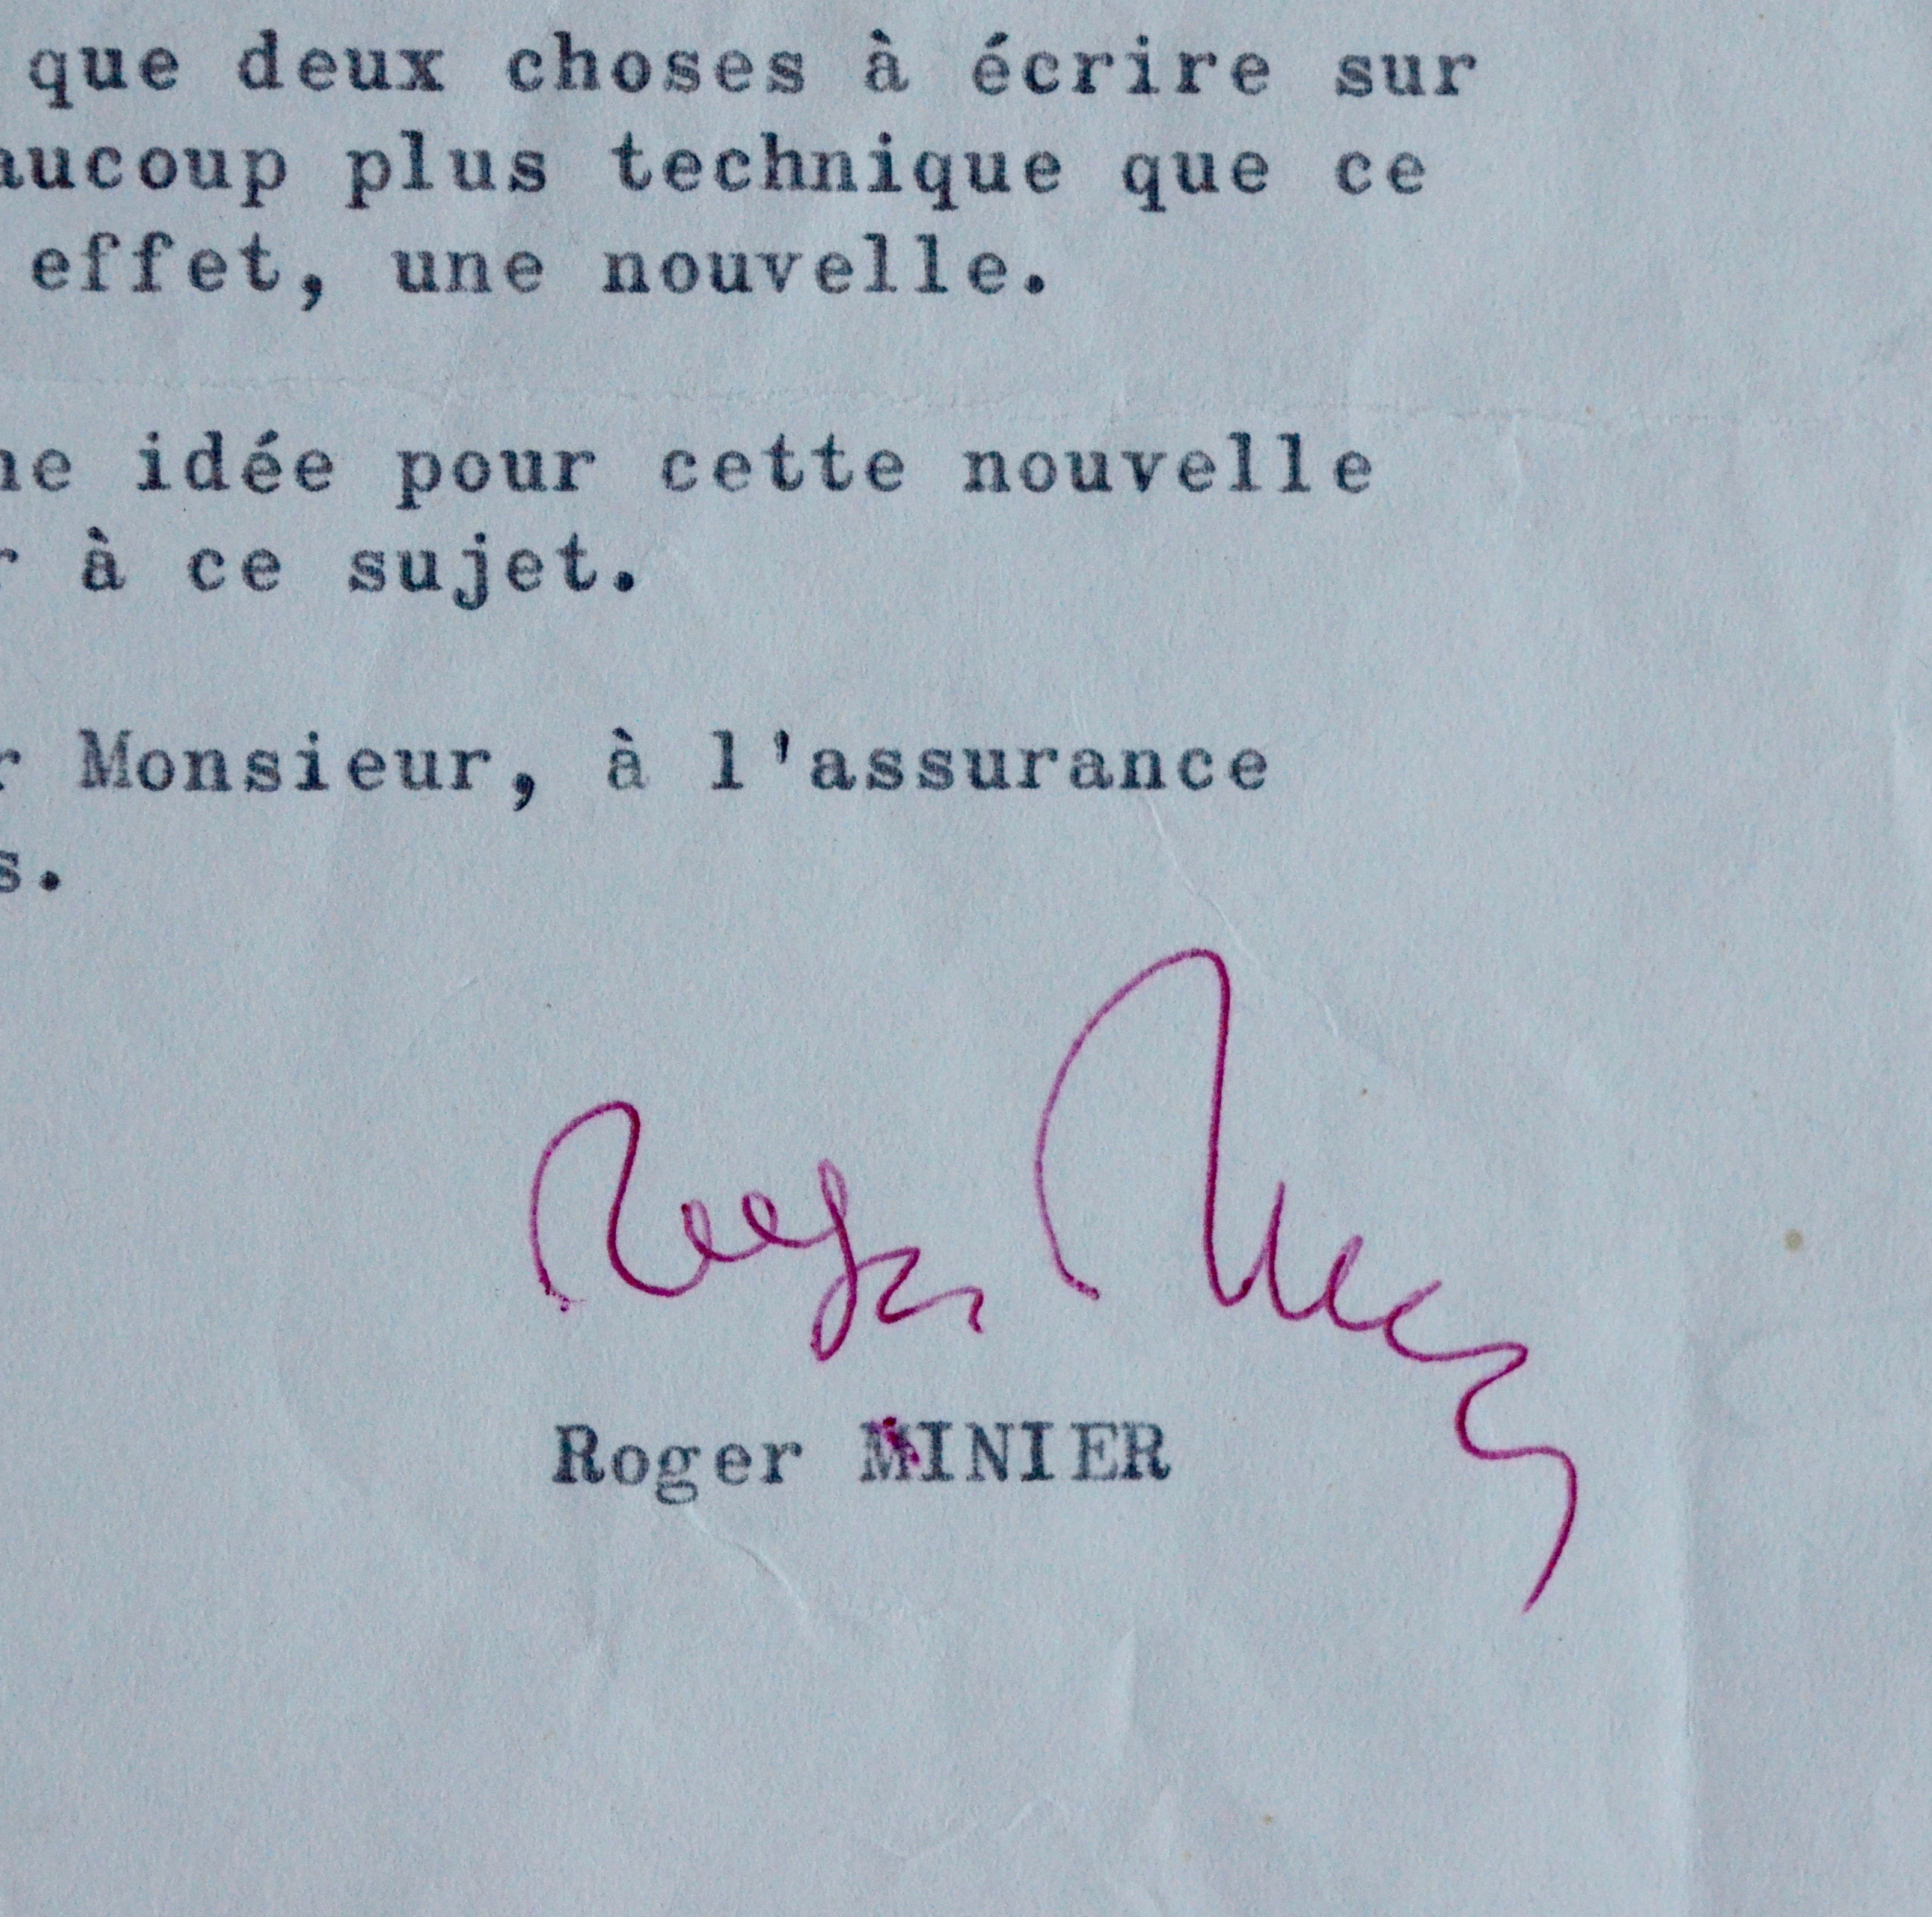 que deux choses à écrire sur
aucoup plus technique que ce
effet, une nouvelle.
ne idée pour cette nouvelle
r à ce sujet.
r Monsieur, à l'assurance
s.
Roger MINIER